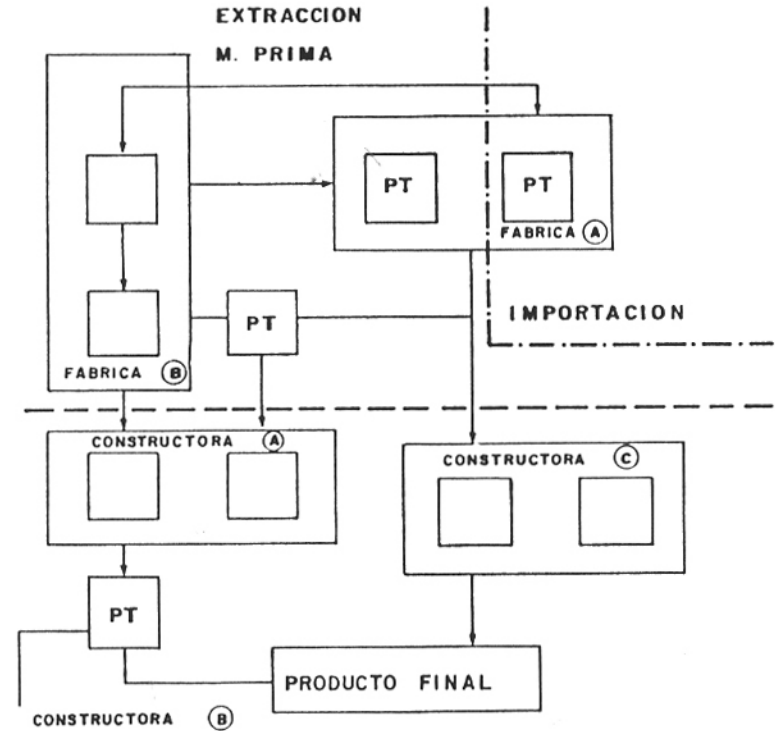 EXTRACCION
M. PRIMA
PT
PT
FABRICA A
IMPORTACION
PT
FABRICA B
CONSTRUCTORA A
CONSTRUCTORA C
PT
PRODUCTO FINAL
CONSTRUCTORA B